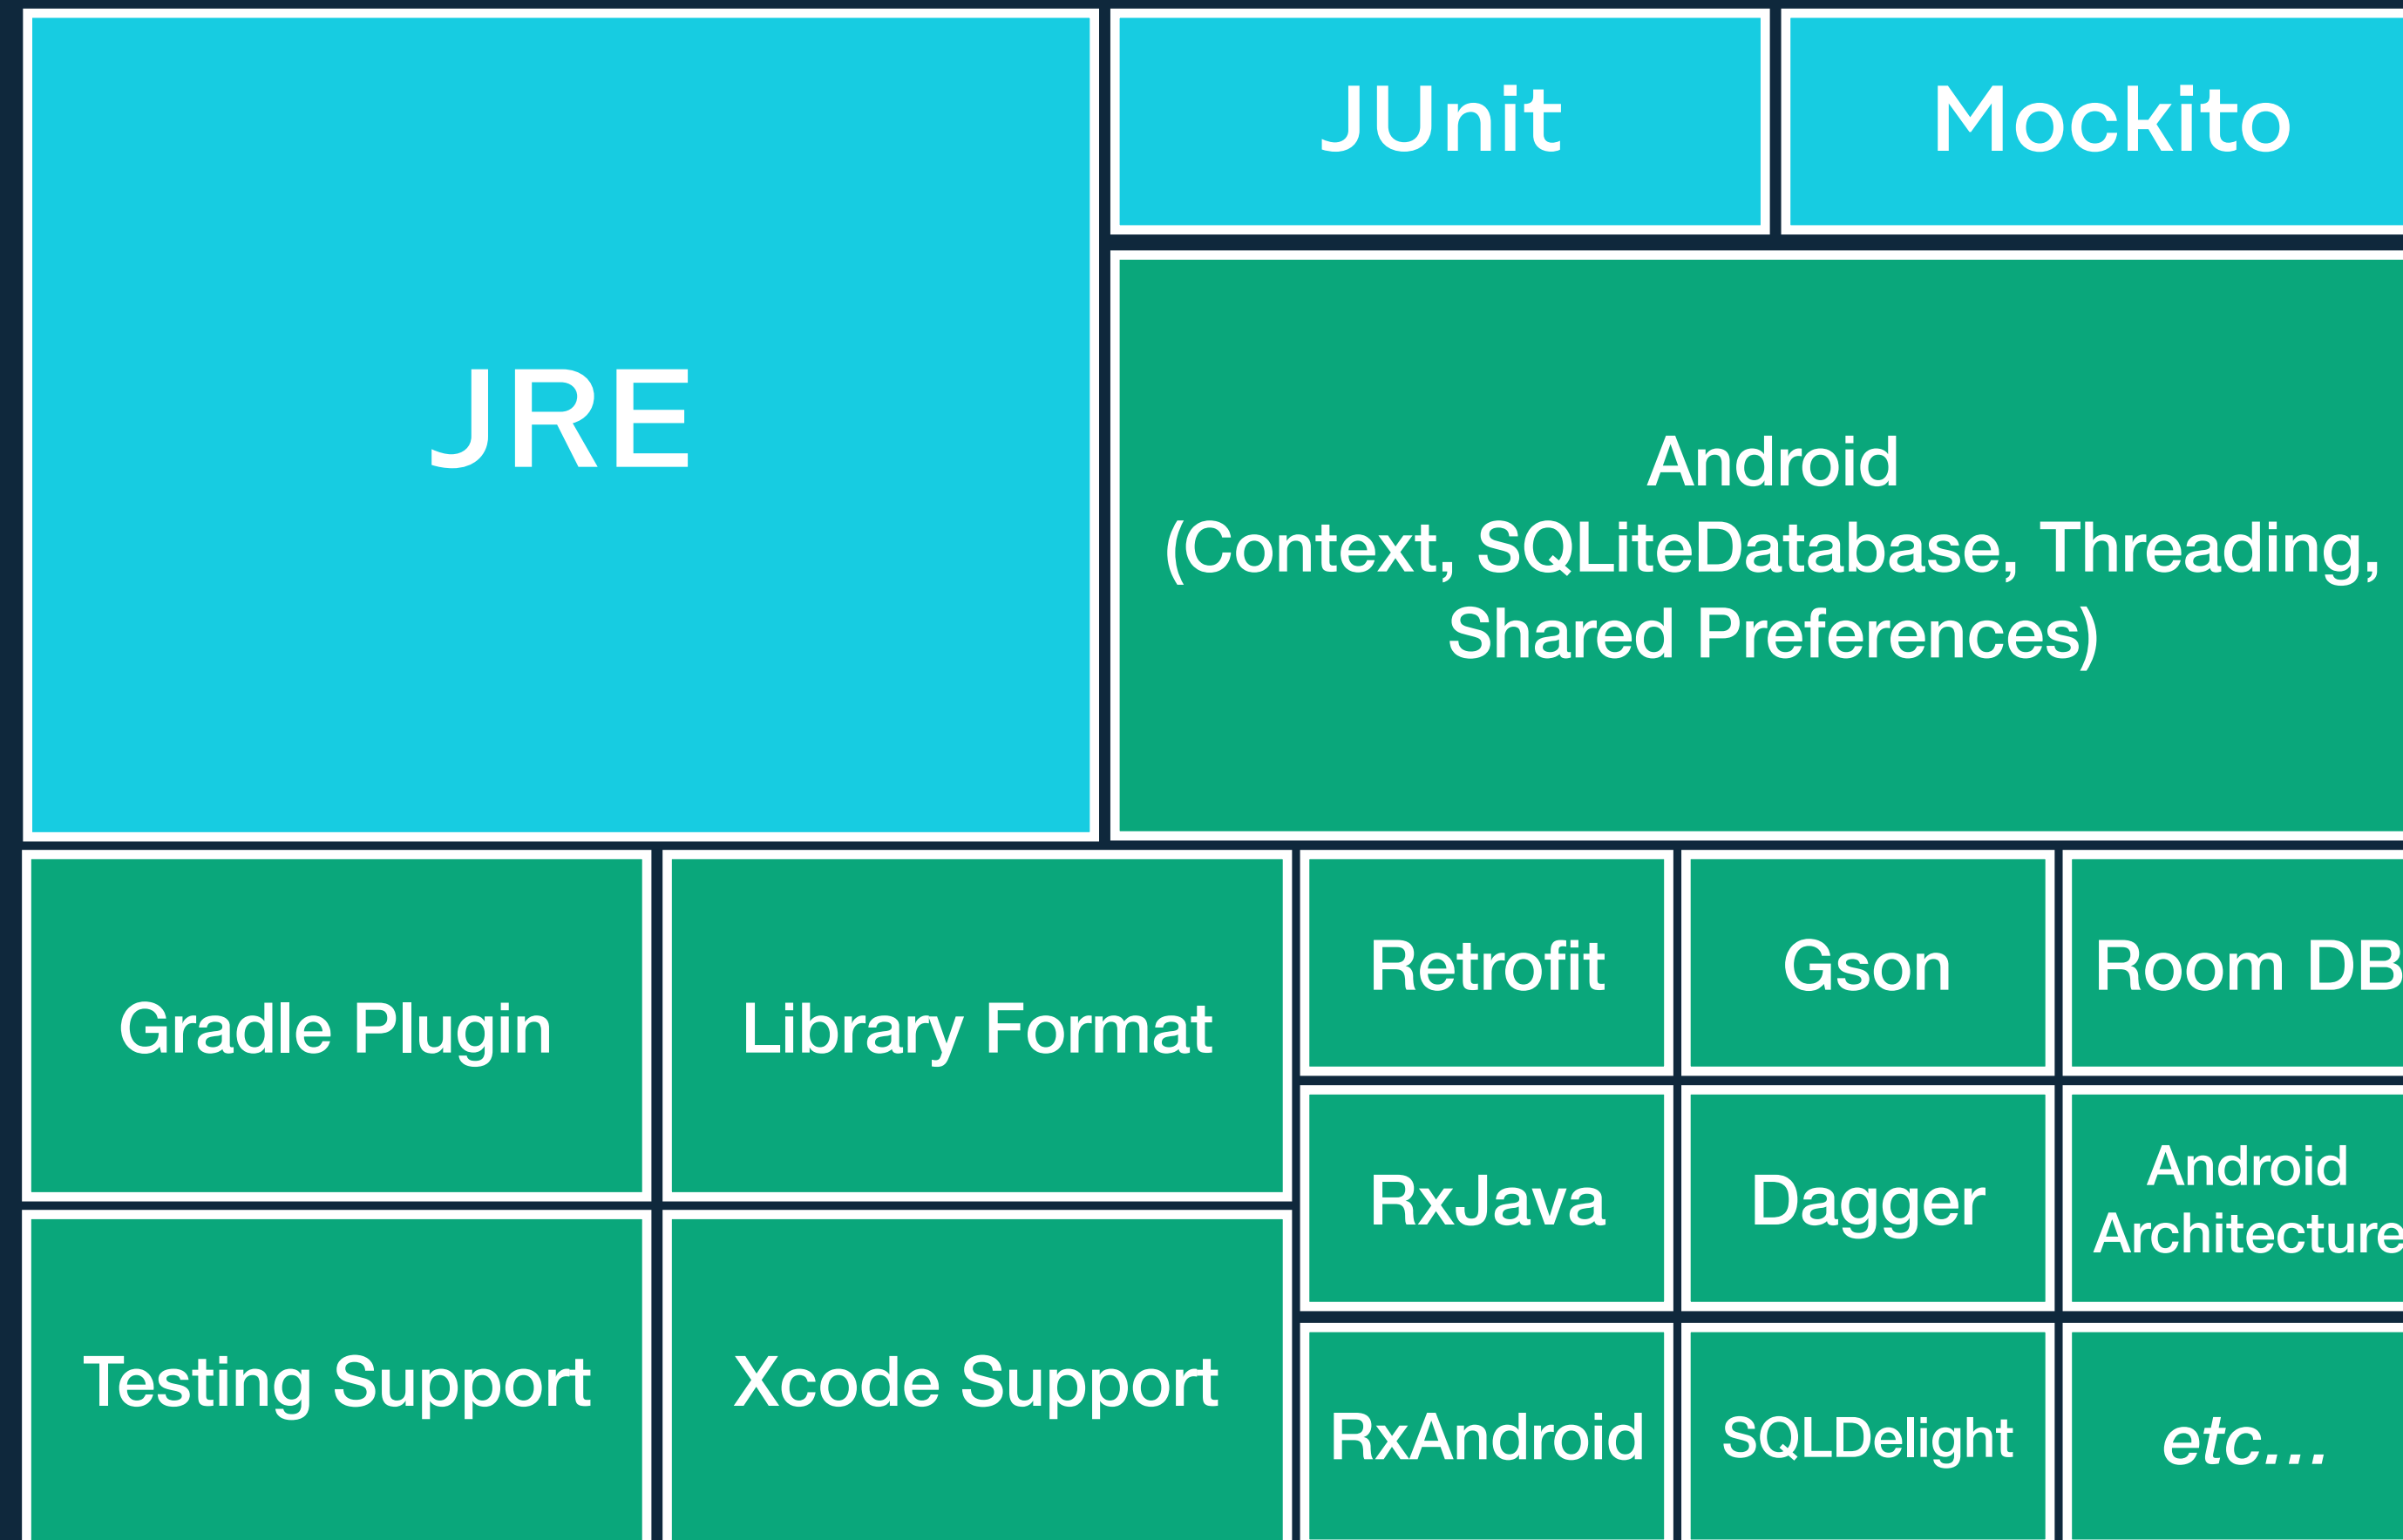 JRE
JUnit
Mockito
Android
(Context, SQLiteDatabase, Threading,
Shared Preferences)
Gradle Plugin
Library Format
Testing Support
Xcode Support
Retrofit
Gson
Room DB
RxJava
Dagger
Android
Architecture
RxAndroid
SQLDelight
etc...